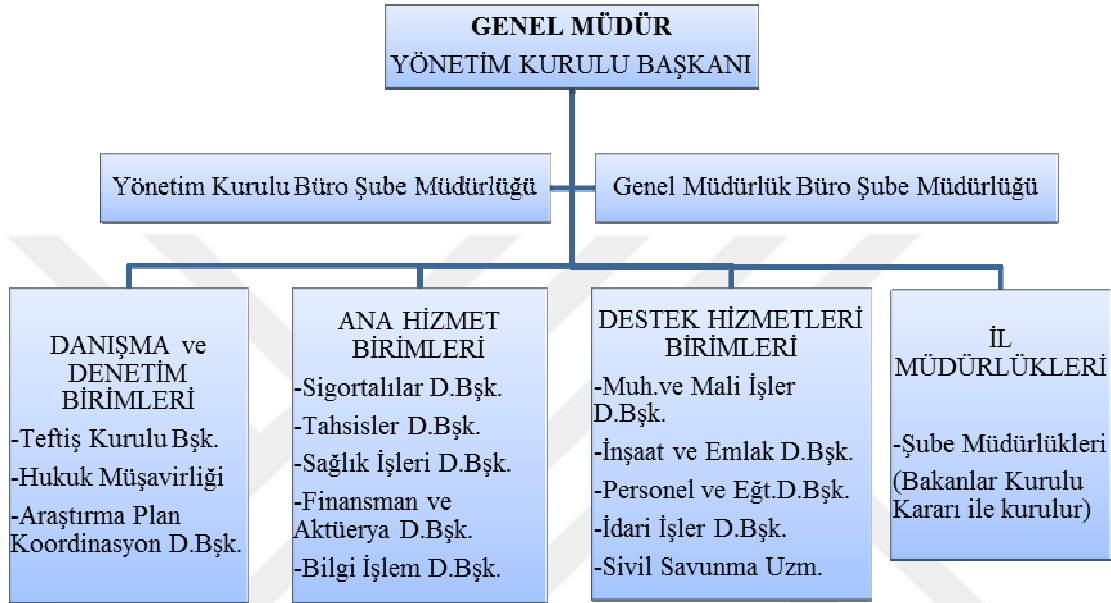 GENEL MÜDÜR
YÖNETİM KURULU BAŞKANI
Yönetim Kurulu Büro Şube Müdürlüğü
Genel Müdürlük Büro Şube Müdürlüğü
DANIŞMA ve
DENETİM
BİRİMLERİ
-Teftiş Kurulu Bşk.
-Hukuk Müşavirliği
-Araştırma Plan
Koordinasyon D.Bşk.
ANA HİZMET
BİRİMLERİ
-Sigortalılar D.Bşk.
-Tahsisler D.Bşk.
-Sağlık İşleri D.Bşk.
-Finansman ve
Aktüerya D.Bşk.
-Bilgi İşlem D.Bşk.
DESTEK HİZMETLERİ
BİRİMLERİ
-Muh.ve Mali İşler
D.Bşk.
-İnşaat ve Emlak D.Bşk.
-Personel ve Eğt.D.Bşk.
-İdari İşler D.Bşk.
-Sivil Savunma Uzm.
İL
MÜDÜRLÜKLERİ
-Şube Müdürlükleri
(Bakanlar Kurulu
Kararı ile kurulur)